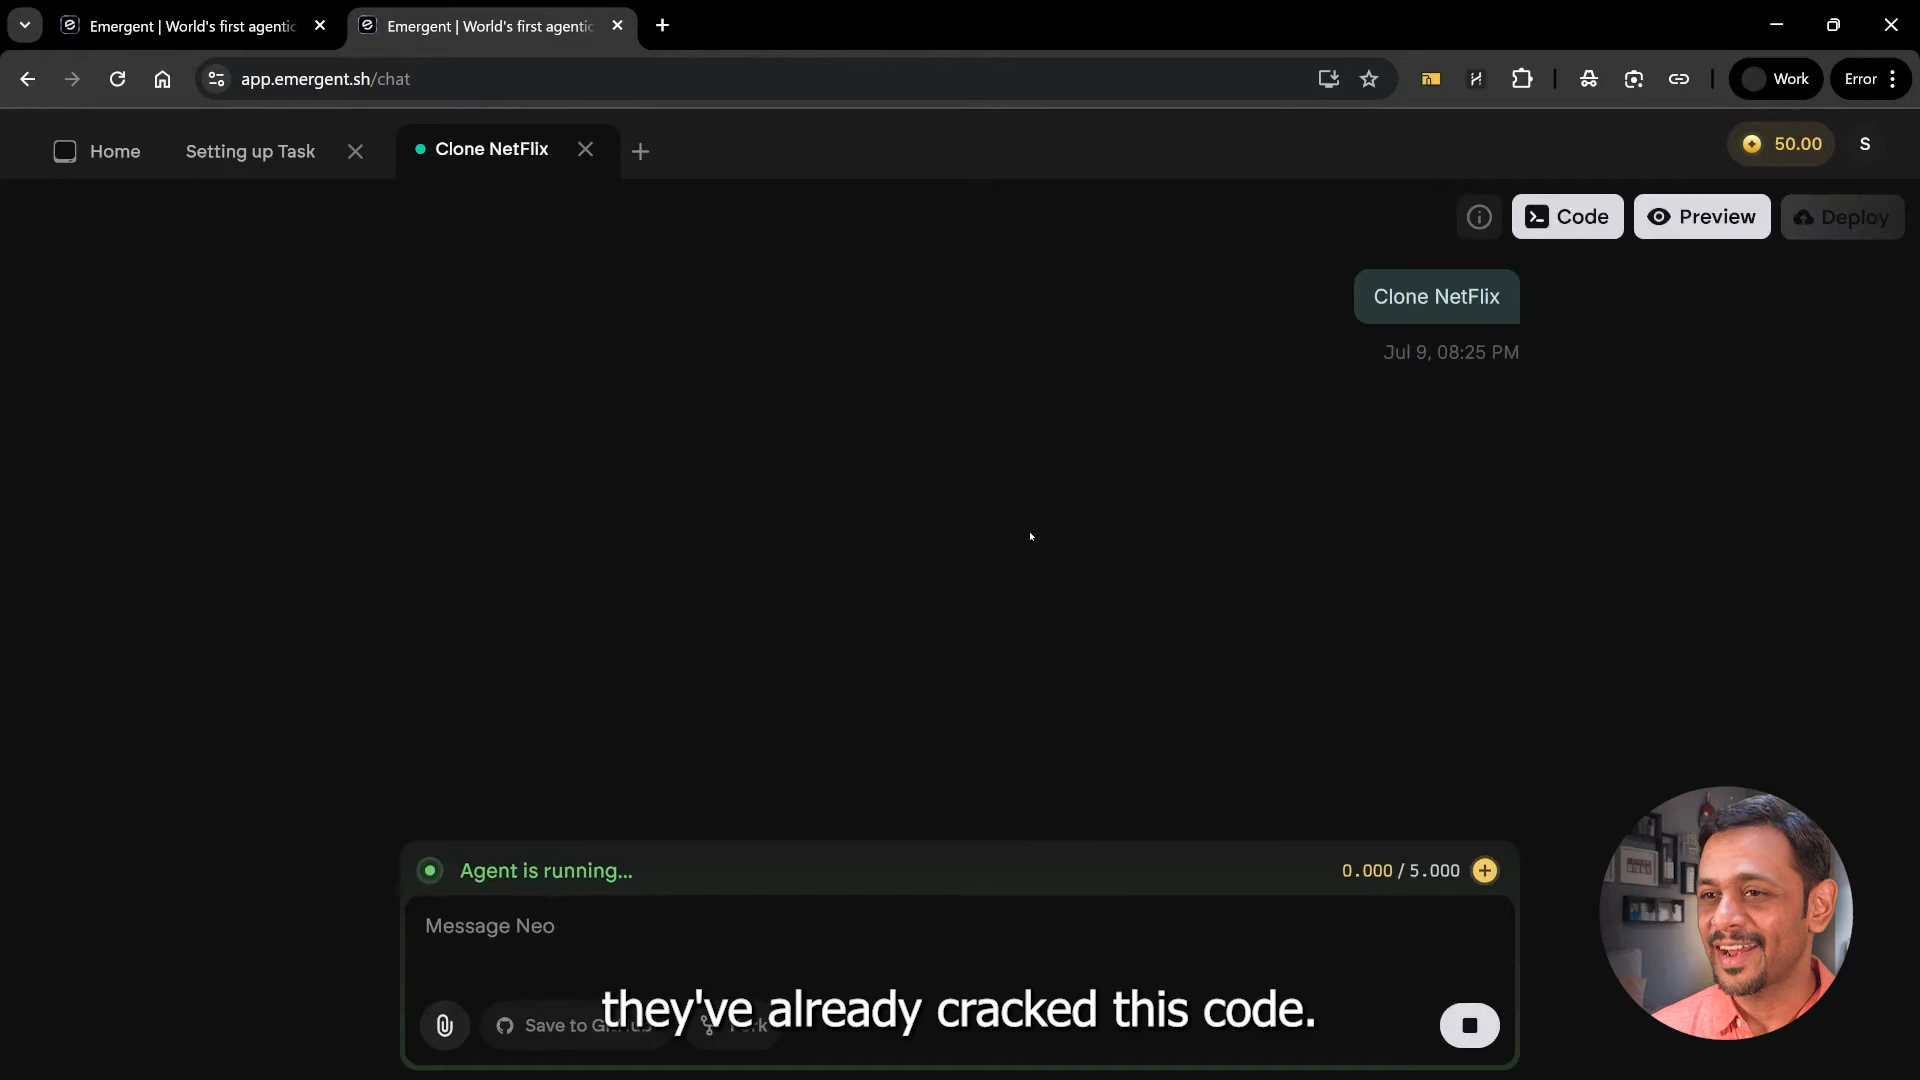 Emergent | World's first agentic
Emergent | World's first agentic
app.emergent.sh/chat
Work
Error
Home
Setting up Task
Clone NetFlix
50.00
S
Code
Preview
Deploy
Clone NetFlix
Jul 9, 08:25 PM
Agent is running...
0.000 / 5.000
Message Neo
Save to
they've already cracked this code.